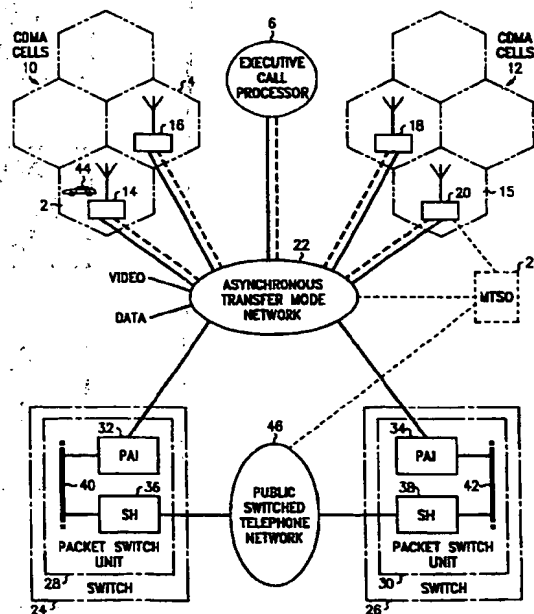 CDMA
CELLS
10
4
6
EXECUTIVE
CALL
PROCESSOR
CDMA
CELLS
12
16
18
44
2
14
20
15
22
VIDEO
DATA
ASYNCHRONOUS
TRANSFER MODE
NETWORK
2
MTSO
32
PAI
40
36
SH
PACKET SWITCH
UNIT
28
SWITCH
24
46
PUBLIC
SWITCHED
TELEPHONE
NETWORK
34
PAI
38
42
SH
PACKET SWITCH
UNIT
30
SWITCH
26